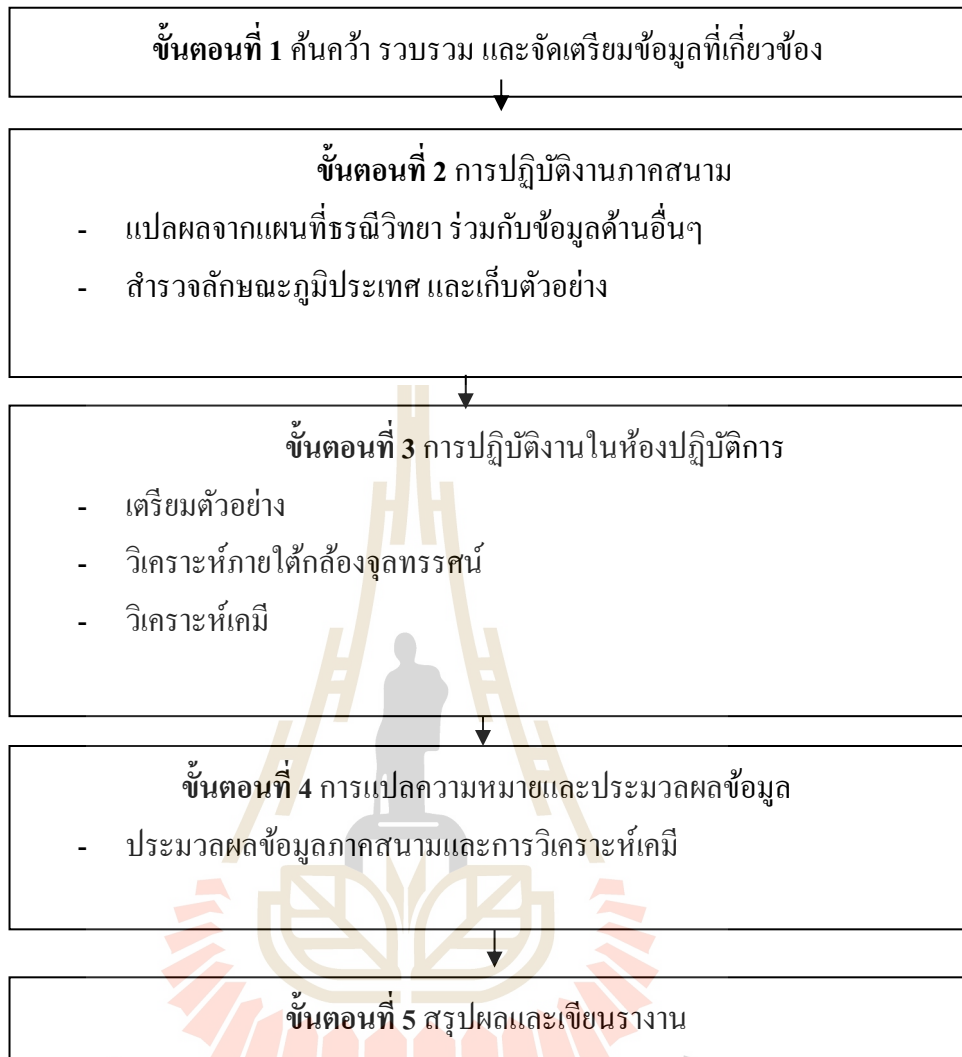 ขั้นตอนที่ 1 ค้นคว้า รวบรวม และจัดเตรียมข้อมูลที่เกี่ยวข้อง
ขั้นตอนที่ 2 การปฏิบัติงานภาคสนาม
- แปลผลจากแผนที่ธรณีวิทยา ร่วมกับข้อมูลด้านอื่นๆ
- สำรวจลักษณะภูมิประเทศ และเก็บตัวอย่าง
ขั้นตอนที่ 3 การปฏิบัติงานในห้องปฏิบัติการ
- เตรียมตัวอย่าง
- วิเคราะห์ภายใต้กล้องจุลทรรศน์
- วิเคราะห์เคมี
ขั้นตอนที่ 4 การแปลความหมายและประมวลผลข้อมูล
- ประมวลผลข้อมูลภาคสนามและการวิเคราะห์เคมี
ขั้นตอนที่ 5 สรุปผลและเขียนรางาน